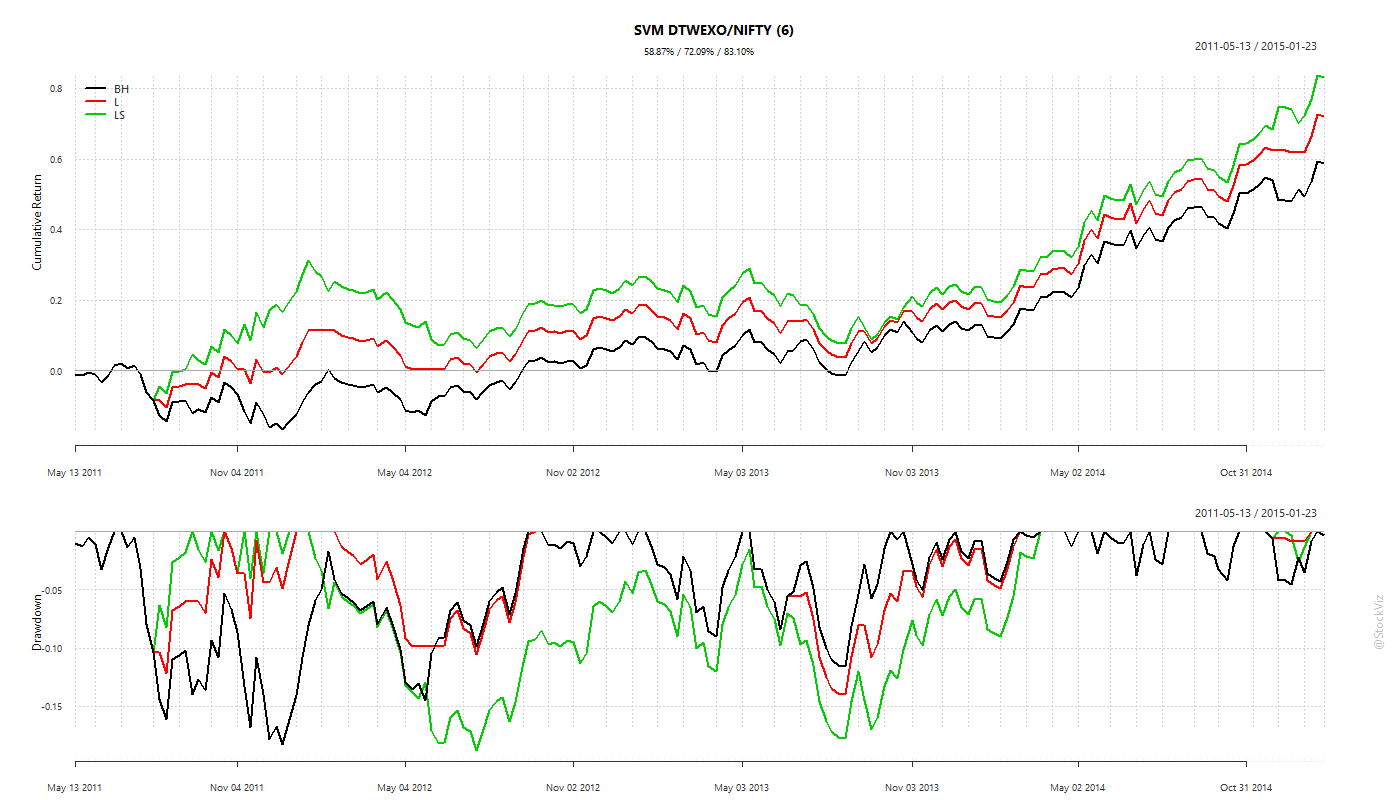 SVM DTWEXO/NIFTY (6)
58.87% / 72.09% / 83.10%
2011-05-13 / 2015-01-23
BH
L
LS
Cumulative Return
0.8
0.6
0.4
0.2
0.0
May 13 2011 Nov 04 2011 May 04 2012 Nov 02 2012 May 03 2013 Nov 03 2013 May 02 2014 Oct 31 2014
2011-05-13 / 2015-01-23
Drawdown
-0.05
-0.10
-0.15
May 13 2011 Nov 04 2011 May 04 2012 Nov 02 2012 May 03 2013 Nov 03 2013 May 02 2014 Oct 31 2014
@StockViz